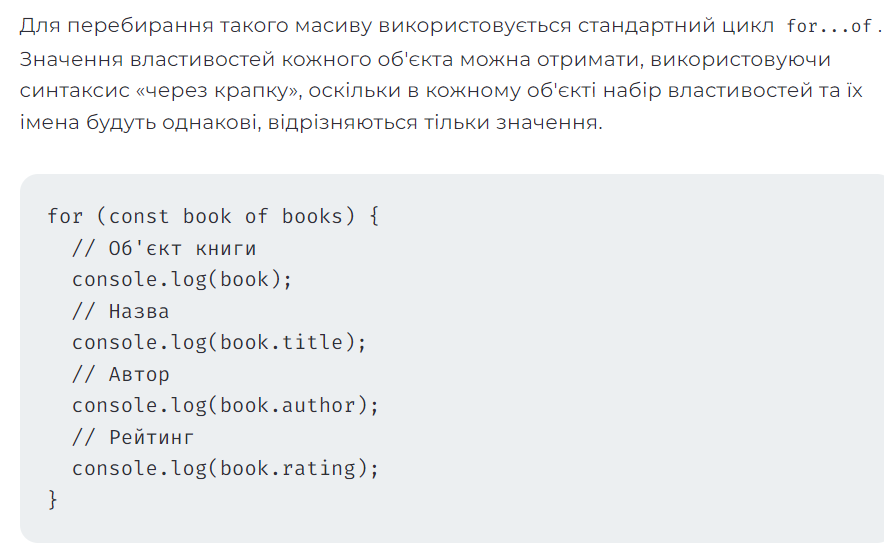 Для перебирання такого масиву використовується стандартний цикл for...of.
Значення властивостей кожного об'єкта можна отримати, використовуючи
синтаксис «через крапку», оскільки в кожному об'єкті набір властивостей та їх
імена будуть однакові, відрізняються тільки значення.
for (const book of books) {
  // Об'єкт книги
  console.log(book);
  // Назва
  console.log(book.title);
  // Автор
  console.log(book.author);
  // Рейтинг
  console.log(book.rating);
}